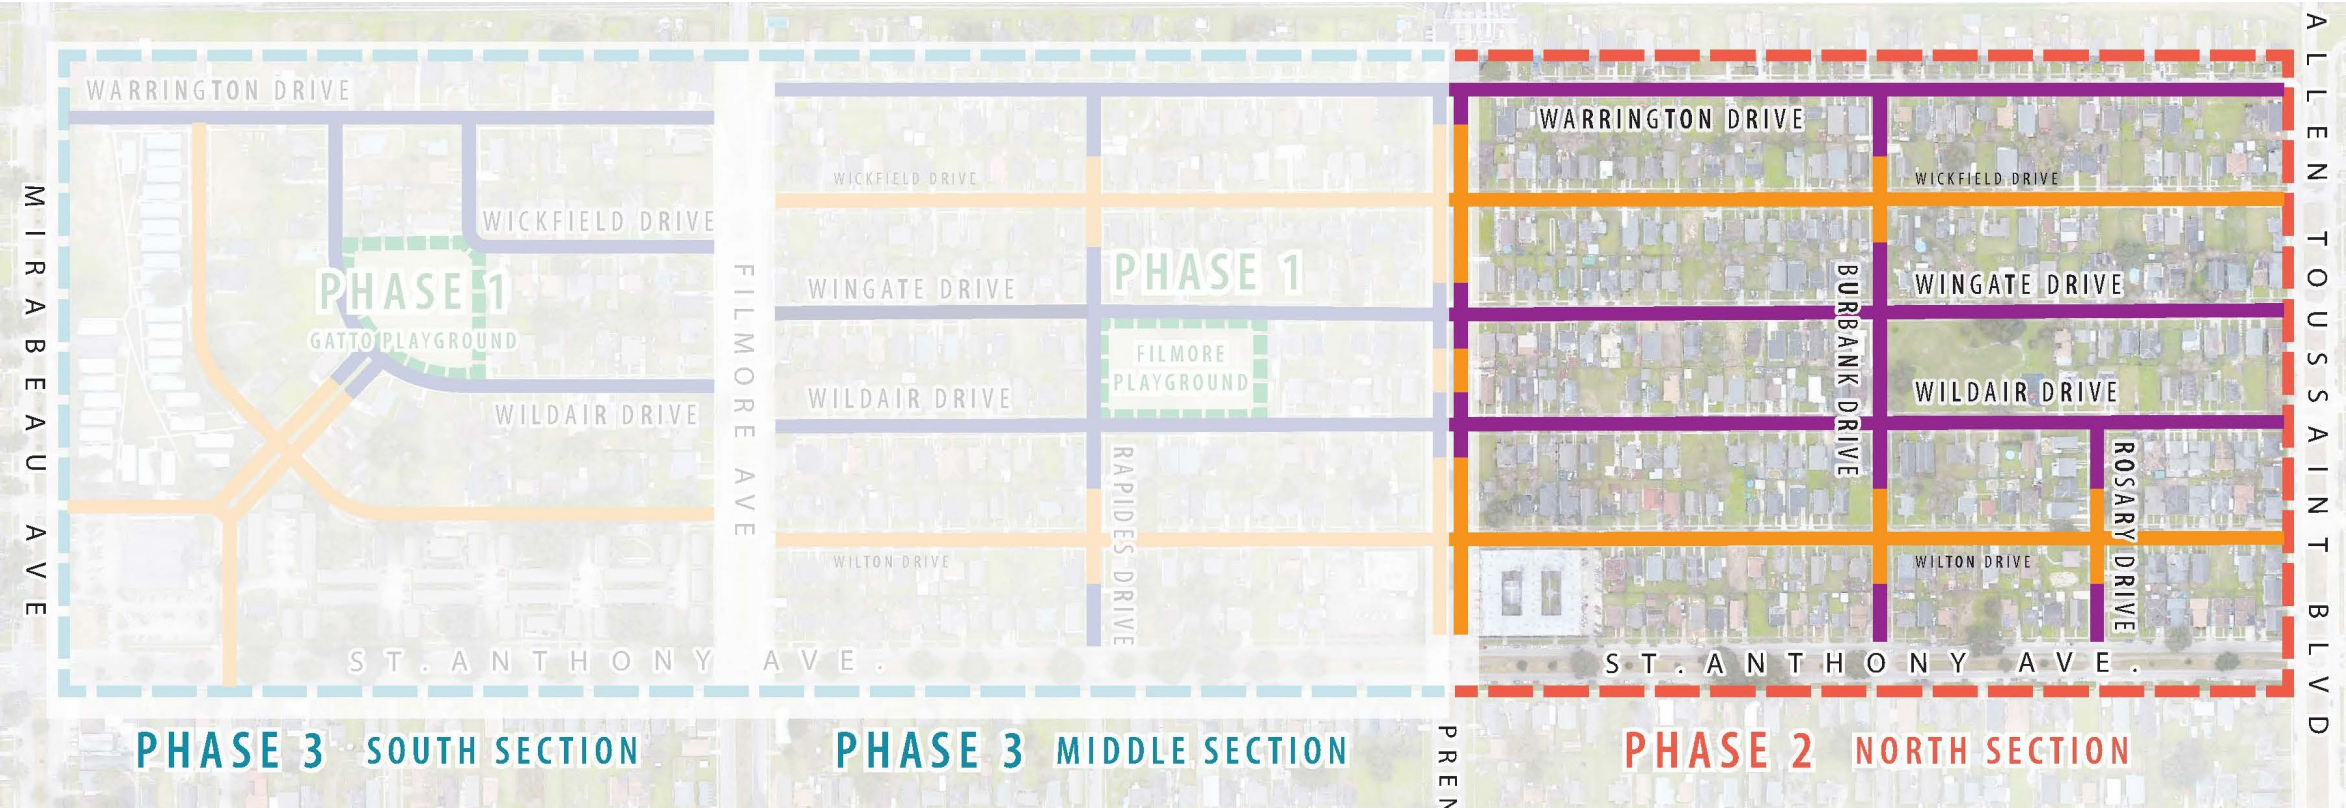 MIRABEAU AVE
WARRINGTON DRIVE
WICKFIELD DRIVE
PHASE 1
GATTO PLAYGROUND
WILDAIR DRIVE
FILMORE AVE
WICKFIELD DRIVE
WINGATE DRIVE
PHASE 1
FILMORE
PLAYGROUND
WILDAIR DRIVE
RAPIDES DRIVE
WILTON DRIVE
ST. ANTHONY AVE.
WARRINGTON DRIVE
WICKFIELD DRIVE
BURBANK DRIVE
WINGATE DRIVE
WILDAIR DRIVE
ROSARY DRIVE
WILTON DRIVE
ST. ANTHONY AVE.
ALLEN TOUSSAINT BLVD
PHASE 3 SOUTH SECTION
PHASE 3 MIDDLE SECTION
PREN
PHASE 2 NORTH SECTION